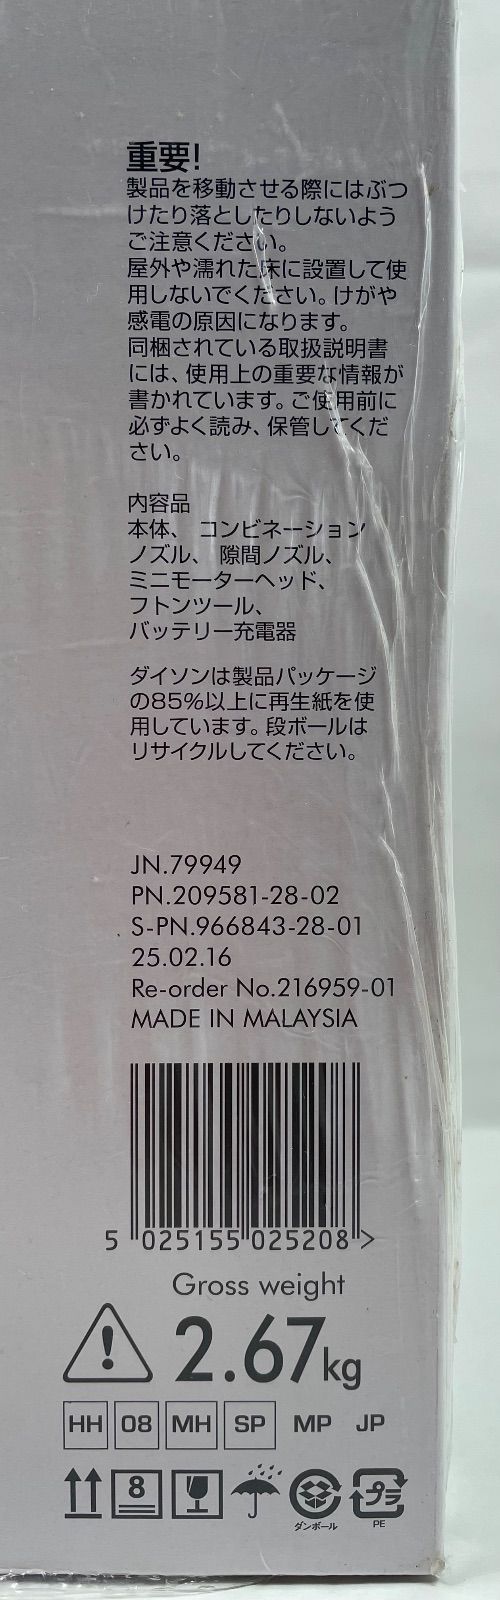 重要!
製品を移動させる際にはぶつ
けたり落としたりしないよう
ご注意ください。
屋外や濡れた床に設置して使
用しないでください。けがや
感電の原因になります。
同梱されている取扱説明書
には、使用上の重要な情報が
書かれています。ご使用前に
必ずよく読み、保管してくだ
さい。
内容品
本体、 コンビネーション
ノズル、 隙間ノズル、
ミニモーターヘッド、
フトンツール、
バッテリー充電器
ダイソンは製品パッケージ
の85%以上に再生紙を使
用しています。段ボールは
リサイクルしてください。
JN.79949
PN.209581-28-02
S-PN.966843-28-01
25.02.16
Re-order No.216959-01
MADE IN MALAYSIA
5 025155 025208 >
Gross weight
2.67kg
HH 08 MH SP MP JP
8 プラ
ダンボール PE